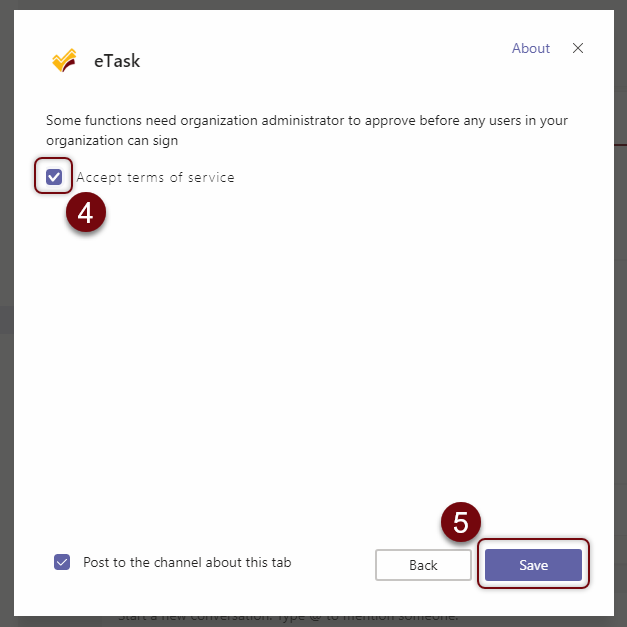 eTask
About
Some functions need organization administrator to approve before any users in your
organization can sign
Accept terms of service
4
5
Post to the channel about this tab
Back
Save
Start a new conversation. Type @ to mention someone.